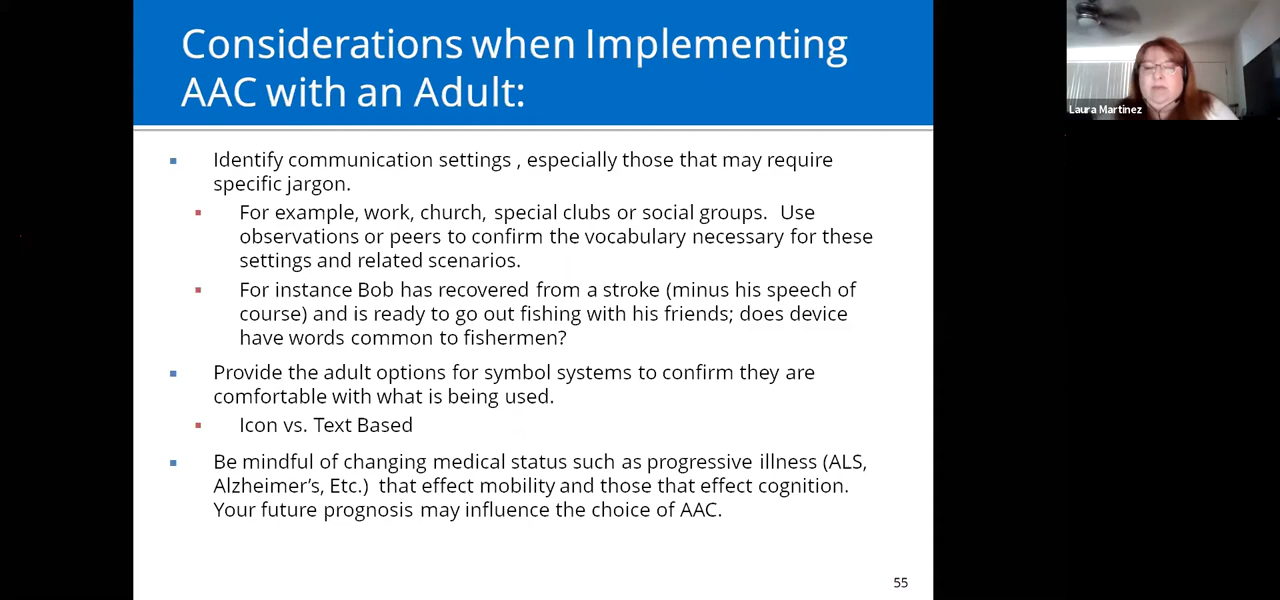 Considerations when Implementing
AAC with an Adult:
Laura Martinez
Identify communication settings , especially those that may require
specific jargon.
For example, work, church, special clubs or social groups.  Use
observations or peers to confirm the vocabulary necessary for these
settings and related scenarios.
For instance Bob has recovered from a stroke (minus his speech of
course) and is ready to go out fishing with his friends; does device
have words common to fishermen?
Provide the adult options for symbol systems to confirm they are
comfortable with what is being used.
Icon vs. Text Based
Be mindful of changing medical status such as progressive illness (ALS,
Alzheimer’s, Etc.)  that effect mobility and those that effect cognition.
Your future prognosis may influence the choice of AAC.
55